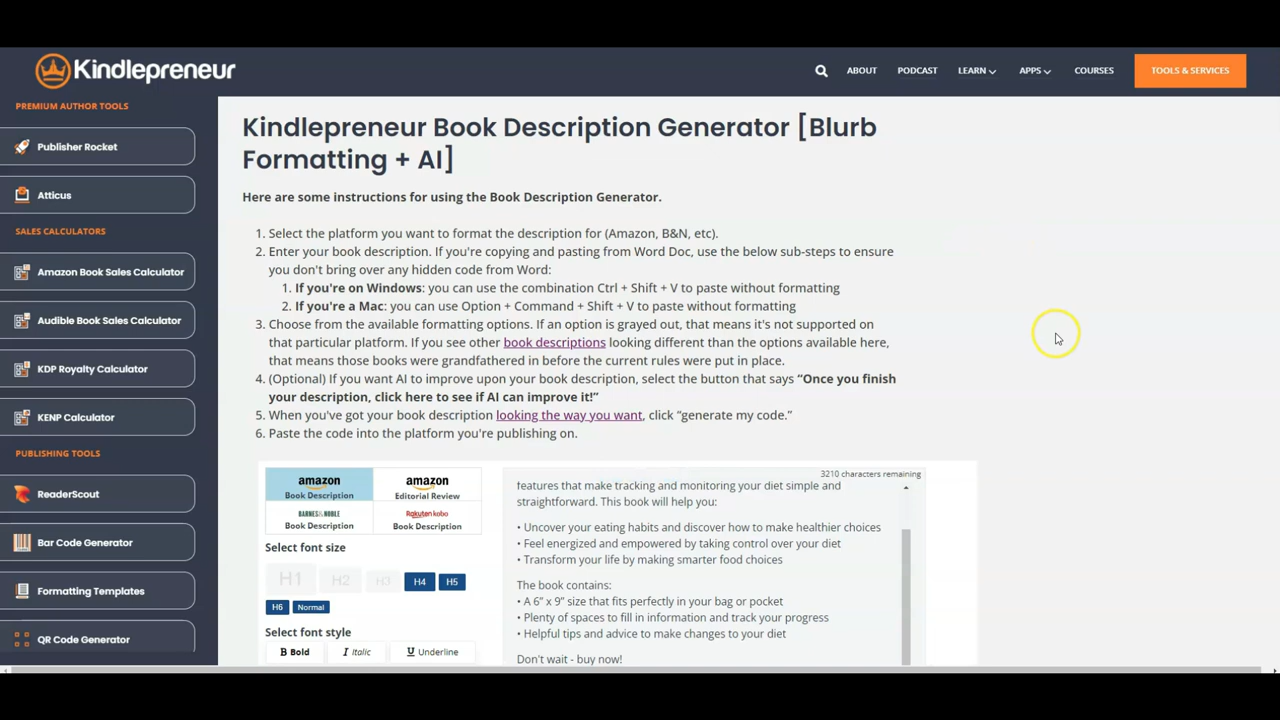 Kindlepreneur
ABOUT
PODCAST
LEARN
APPS
COURSES
TOOLS & SERVICES
PREMIUM AUTHOR TOOLS
Publisher Rocket
Atticus
SALES CALCULATORS
Amazon Book Sales Calculator
Audible Book Sales Calculator
KDP Royalty Calculator
KENP Calculator
PUBLISHING TOOLS
ReaderScout
Bar Code Generator
Formatting Templates
QR Code Generator
Kindlepreneur Book Description Generator [Blurb
Formatting + AI]
Here are some instructions for using the Book Description Generator.
1. Select the platform you want to format the description for (Amazon, B&N, etc).
2. Enter your book description. If you're copying and pasting from Word Doc, use the below sub-steps to ensure
you don't bring over any hidden code from Word:
1. If you're on Windows: you can use the combination Ctrl + Shift + V to paste without formatting
2. If you're a Mac: you can use Option + Command + Shift + V to paste without formatting
3. Choose from the available formatting options. If an option is grayed out, that means it's not supported on
that particular platform. If you see other book descriptions looking different than the options available here,
that means those books were grandfathered in before the current rules were put in place.
4. (Optional) If you want AI to improve upon your book description, select the button that says “Once you finish
your description, click here to see if AI can improve it!”
5. When you've got your book description looking the way you want, click “generate my code.”
6. Paste the code into the platform you're publishing on.
amazon
Book Description
amazon
Editorial Review
BARNES & NOBLE
Book Description
Rakuten kobo
Book Description
Select font size
H1
H2
H3
H4
H5
H6
Normal
Select font style
B Bold
I Italic
U Underline
3210 characters remaining
features that make tracking and monitoring your diet simple and
straightforward. This book will help you:
• Uncover your eating habits and discover how to make healthier choices
• Feel energized and empowered by taking control over your diet
• Transform your life by making smarter food choices
The book contains:
• A 6” x 9” size that fits perfectly in your bag or pocket
• Plenty of spaces to fill in information and track your progress
• Helpful tips and advice to make changes to your diet
Don't wait - buy now!